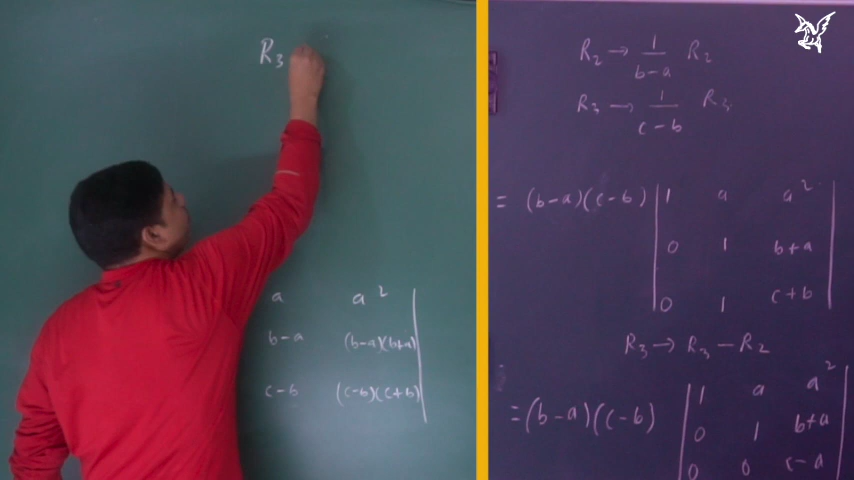 R₃
a a²
b-a (b-a)(b+a)
c-b (c-b)(c+b)
R₂ → 1/(b-a) R₂
R₃ → 1/(c-b) R₃
= (b-a)(c-b) | 1 a a² |
0 1 b+a
0 1 c+b
R₃ → R₃ - R₂
= (b-a)(c-b) | 1 a a² |
0 1 b+a
0 0 c-a